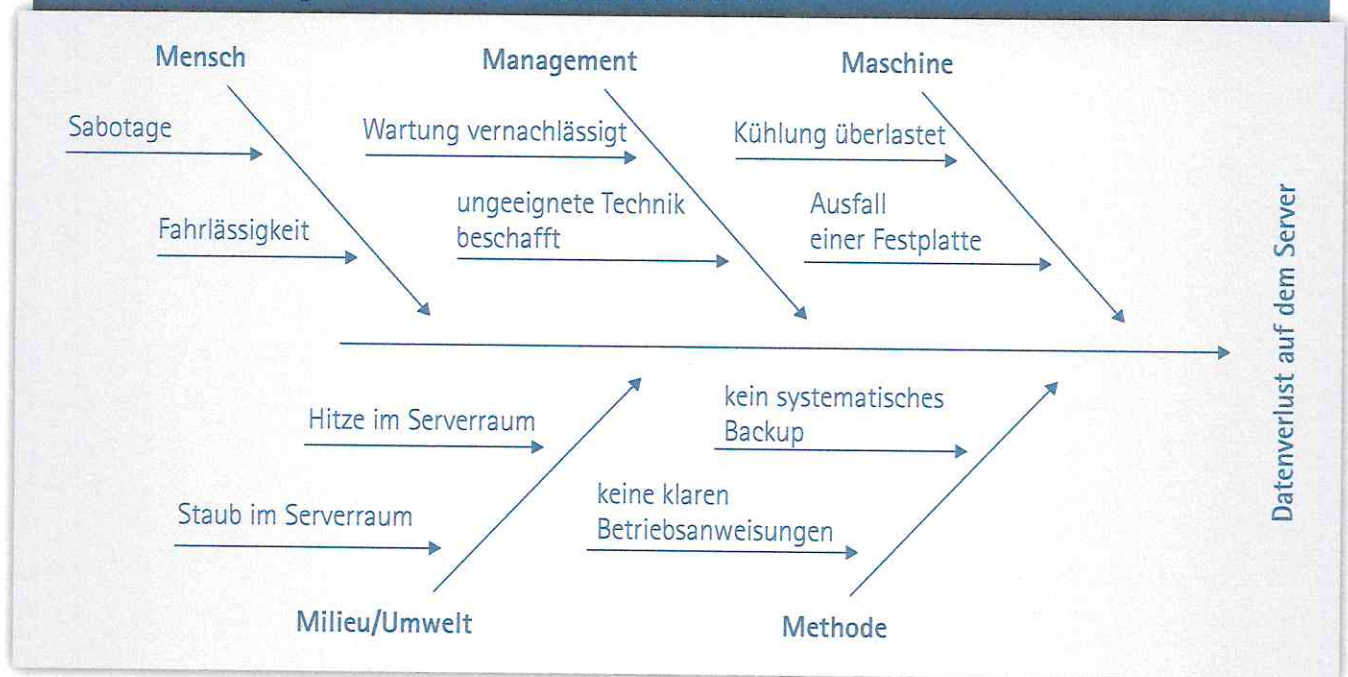 Mensch
Management
Maschine
Sabotage
Wartung vernachlässigt
Kühlung überlastet
Fahrlässigkeit
ungeeignete Technik
beschafft
Ausfall
einer Festplatte
Datenverlust auf dem Server
Hitze im Serverraum
kein systematisches
Backup
Staub im Serverraum
keine klaren
Betriebsanweisungen
Milieu/Umwelt
Methode